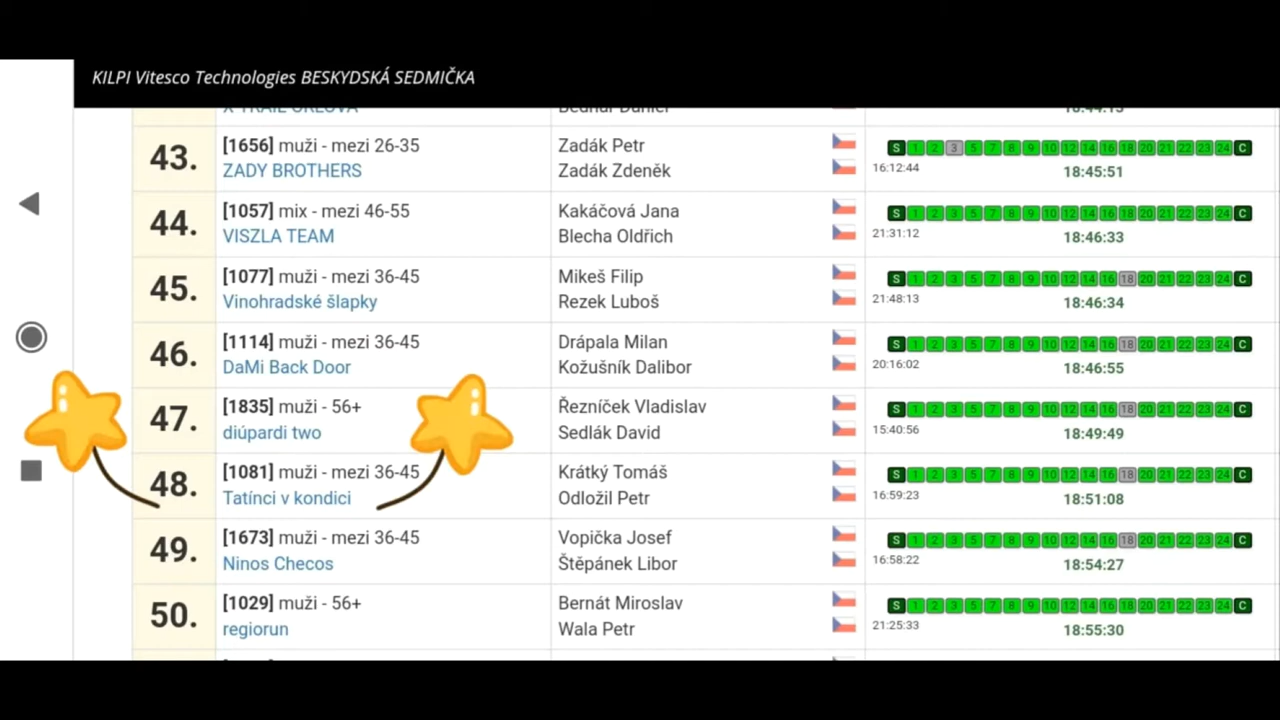 KILPI Vitesco Technologies BESKYDSKÁ SEDMIČKA
X-TRAIL ORLOVÁ Bednář Daniel 18:44:15
43. [1656] muži - mezi 26-35 Zadák Petr S 1 2 3 5 7 8 9 10 12 14 16 18 20 21 22 23 24 C
ZADY BROTHERS Zadák Zdeněk 16:12:44 18:45:51
44. [1057] mix - mezi 46-55 Kakáčová Jana S 1 2 3 5 7 8 9 10 12 14 16 18 20 21 22 23 24 C
VISZLA TEAM Blecha Oldřich 21:31:12 18:46:33
45. [1077] muži - mezi 36-45 Mikeš Filip S 1 2 3 5 7 8 9 10 12 14 16 18 20 21 22 23 24 C
Vinohradské šlapky Rezek Luboš 21:48:13 18:46:34
46. [1114] muži - mezi 36-45 Drápala Milan S 1 2 3 5 7 8 9 10 12 14 16 18 20 21 22 23 24 C
DaMi Back Door Kožušník Dalibor 20:16:02 18:46:55
47. [1835] muži - 56+ Řezníček Vladislav S 1 2 3 5 7 8 9 10 12 14 16 18 20 21 22 23 24 C
diúpardi two Sedlák David 15:40:56 18:49:49
48. [1081] muži - mezi 36-45 Krátký Tomáš S 1 2 3 5 7 8 9 10 12 14 16 18 20 21 22 23 24 C
Tatínci v kondici Odložil Petr 16:59:23 18:51:08
49. [1673] muži - mezi 36-45 Vopička Josef S 1 2 3 5 7 8 9 10 12 14 16 18 20 21 22 23 24 C
Ninos Checos Štěpánek Libor 16:58:22 18:54:27
50. [1029] muži - 56+ Bernát Miroslav S 1 2 3 5 7 8 9 10 12 14 16 18 20 21 22 23 24 C
regiorun Wala Petr 21:25:33 18:55:30